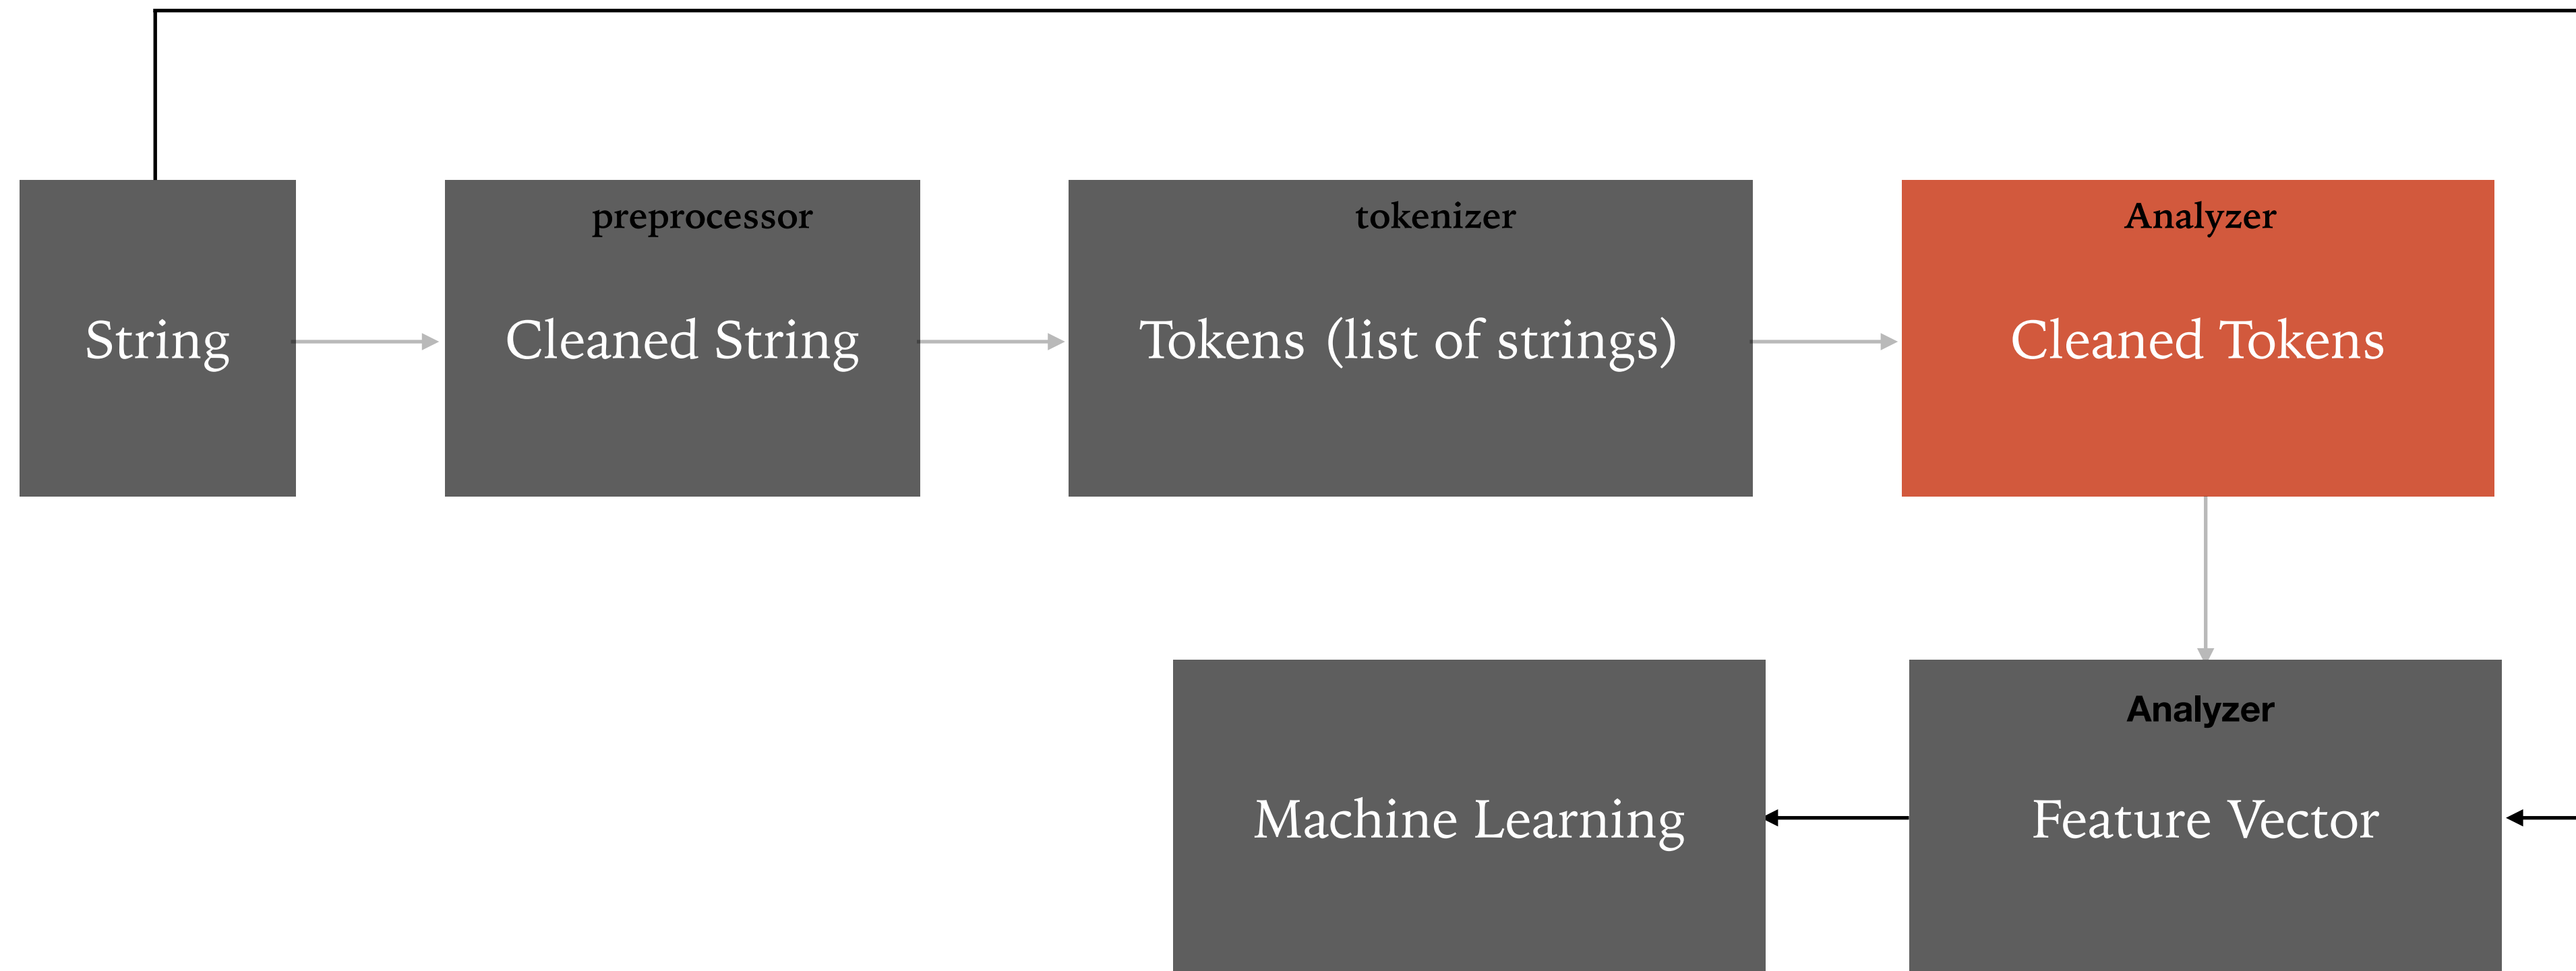 preprocessor
tokenizer
Analyzer
String
Cleaned String
Tokens (list of strings)
Cleaned Tokens
Analyzer
Machine Learning
Feature Vector